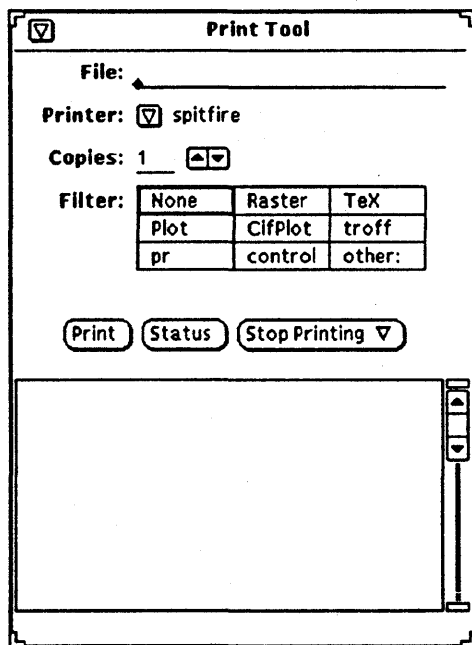 Print Tool
File:
Printer: spitfire
Copies: 1
Filter: None Raster TeX
Plot CifPlot troff
pr control other:
Print Status Stop Printing